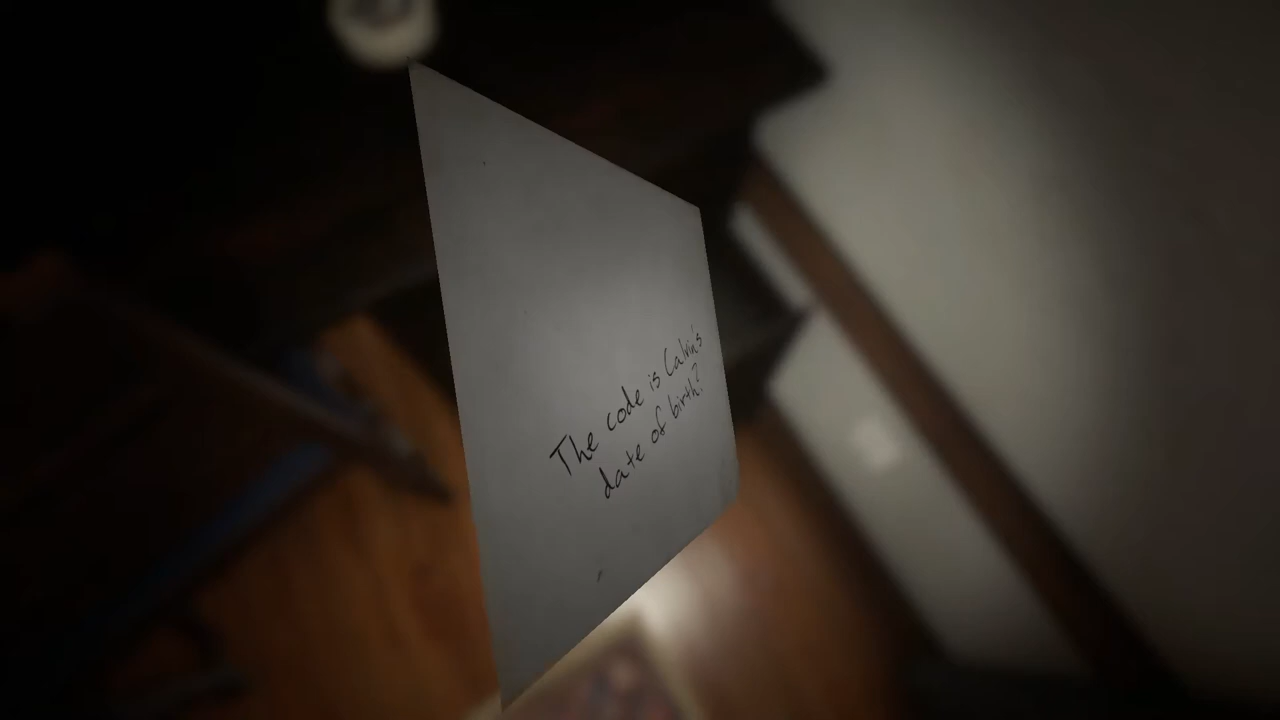 The code is Calvin's
date of birth?